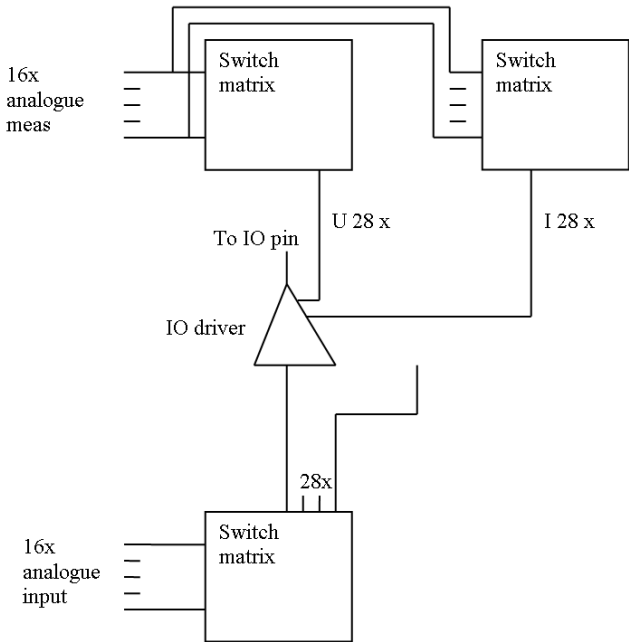 Switch
matrix
Switch
matrix
16x
analogue
meas
U 28 x
I 28 x
To IO pin
IO driver
28x
Switch
matrix
16x
analogue
input